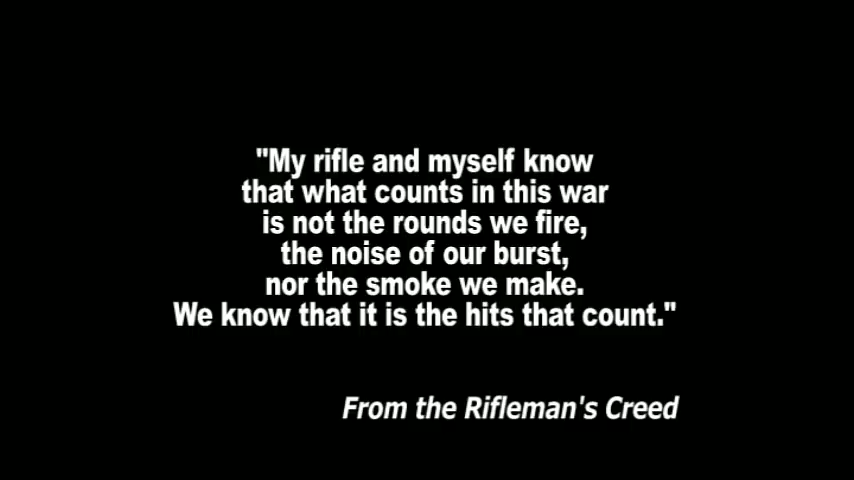 "My rifle and myself know
that what counts in this war
is not the rounds we fire,
the noise of our burst,
nor the smoke we make.
We know that it is the hits that count."
From the Rifleman's Creed